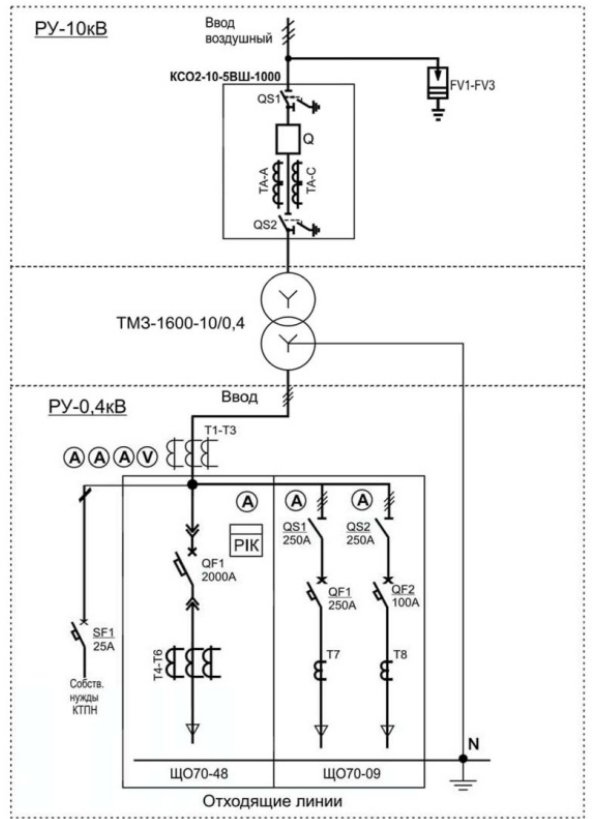 РУ-10кВ
Ввод
воздушный
КСО2-10-5ВШ-1000
QS1
FV1-FV3
Q
TA-A
TA-C
QS2
ТМЗ-1600-10/0,4
РУ-0,4кВ
Ввод
T1-T3
A A A V
A
A
A
РІК
QS1
250A
QS2
250A
QF1
2000A
QF1
250A
QF2
100A
SF1
25A
T4-T6
T7
T8
Собств.
нужды
КТПН
N
ЩО70-48
ЩО70-09
Отходящие линии